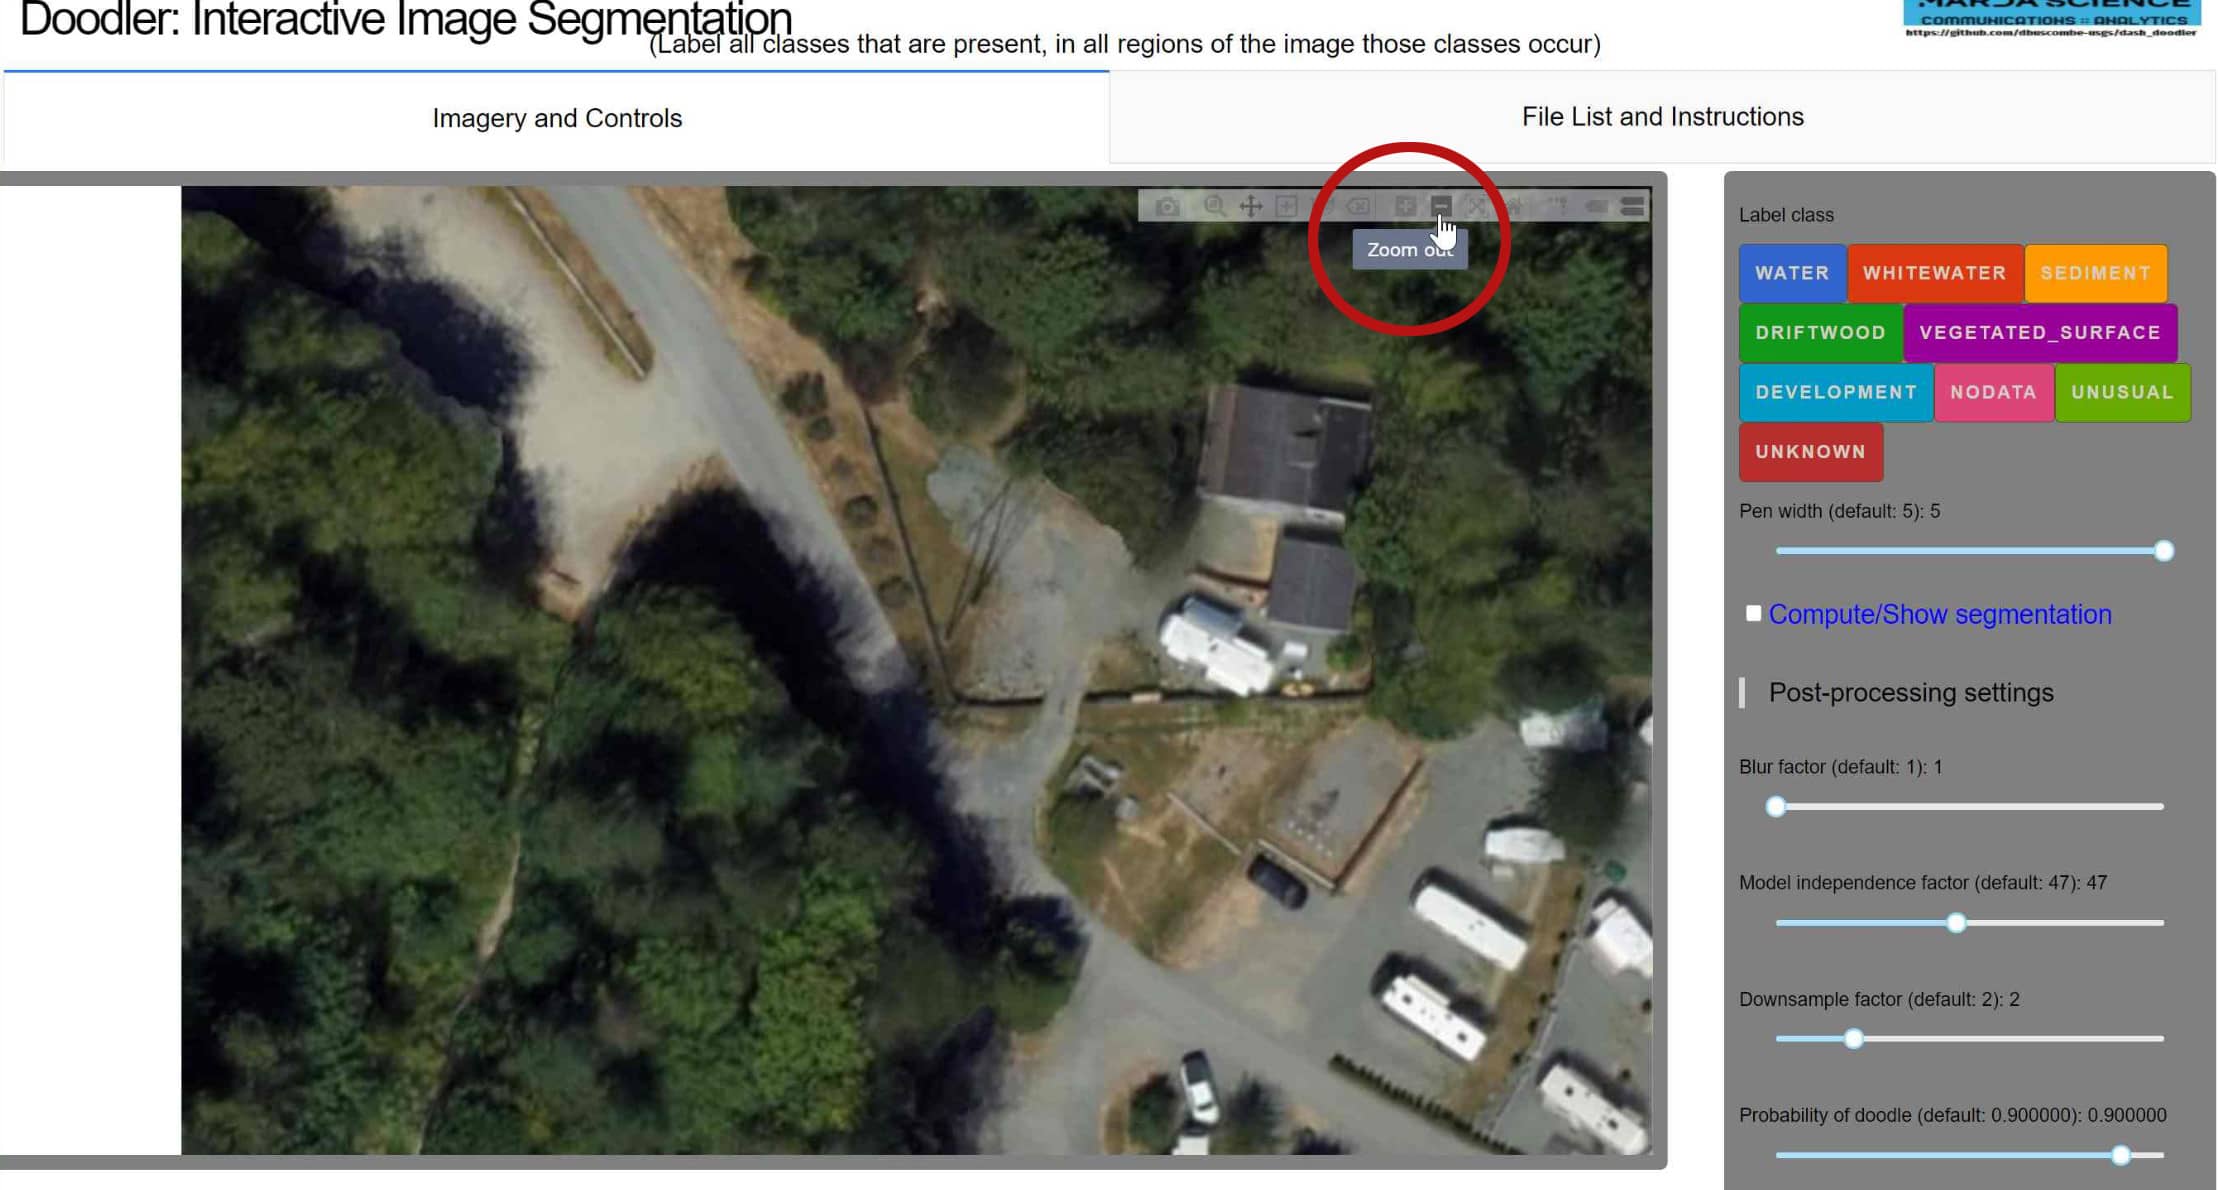 Doodler: Interactive Image Segmentation
(Label all classes that are present, in all regions of the image those classes occur)
MARDA SCIENCE
COMMUNICATIONS :: ANALYTICS
https://github.com/dbuscombe-usgs/dash_doodler
Imagery and Controls
File List and Instructions
Zoom out
Label class
WATER WHITEWATER SEDIMENT
DRIFTWOOD VEGETATED_SURFACE
DEVELOPMENT NODATA UNUSUAL
UNKNOWN
Pen width (default: 5): 5
Compute/Show segmentation
Post-processing settings
Blur factor (default: 1): 1
Model independence factor (default: 47): 47
Downsample factor (default: 2): 2
Probability of doodle (default: 0.900000): 0.900000